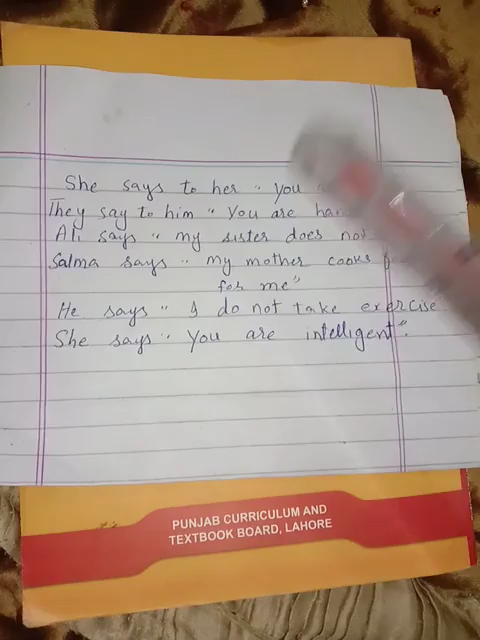 She says to her " you
They say to him " You are
Ali says " my sister does not
Salma says " my mother cooks
for me"
He says " I do not take exercise
She says " You are intelligent".
PUNJAB CURRICULUM AND
TEXTBOOK BOARD, LAHORE